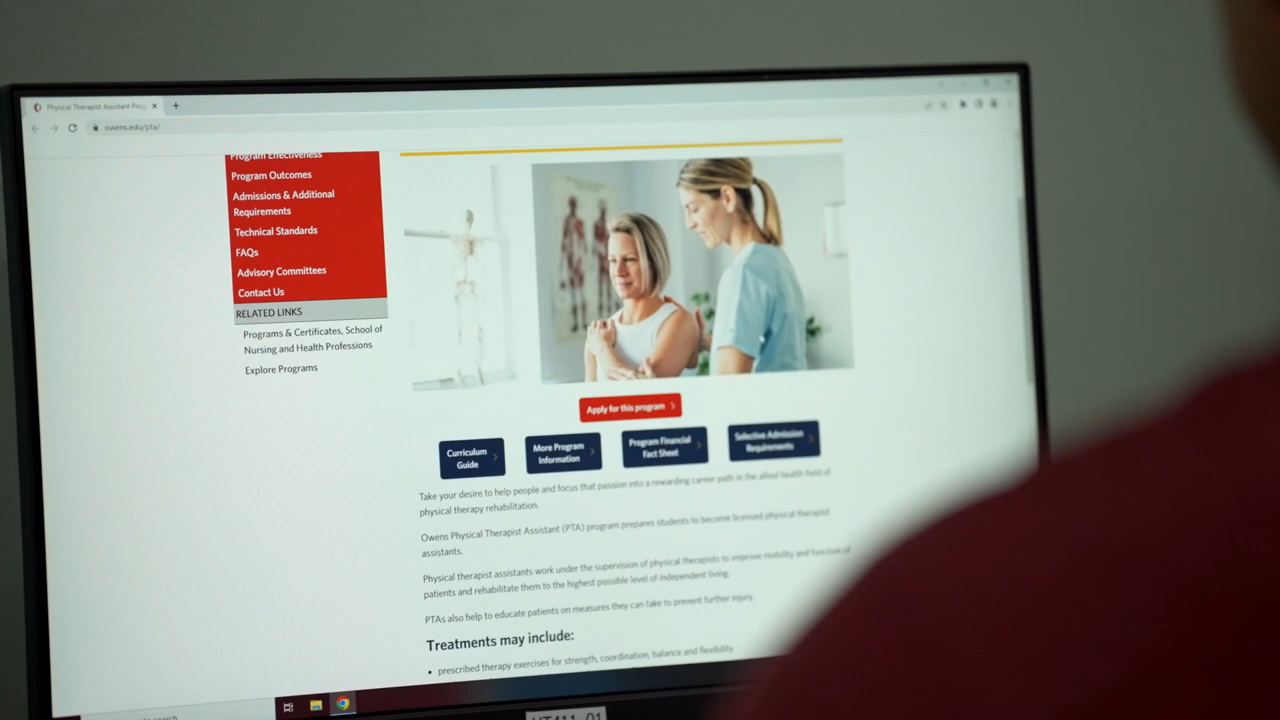 Physical Therapist Assistant Prog
owens.edu/pta/
Program Effectiveness
Program Outcomes
Admissions & Additional
Requirements
Technical Standards
FAQs
Advisory Committees
Contact Us
RELATED LINKS
Programs & Certificates, School of
Nursing and Health Professions
Explore Programs
Apply for this program
Curriculum
Guide
More Program
Information
Program Financial
Fact Sheet
Selective Admission
Requirements
Take your desire to help people and focus that passion into a rewarding career path in the allied health field of
physical therapy rehabilitation.
Owens Physical Therapist Assistant (PTA) program prepares students to become licensed physical therapist
assistants.
Physical therapist assistants work under the supervision of physical therapists to improve mobility and function of
patients and rehabilitate them to the highest possible level of independent living.
PTAs also help to educate patients on measures they can take to prevent further injury.
Treatments may include:
• prescribed therapy exercises for strength, coordination, balance and flexibility
search